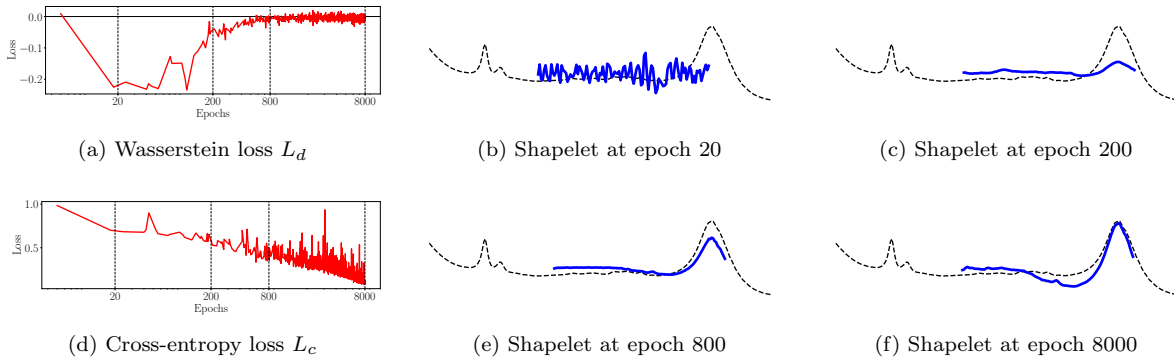 0.0
−0.1
−0.2
Loss
20
200
800
8000
Epochs
(a) Wasserstein loss L_d
(b) Shapelet at epoch 20
(c) Shapelet at epoch 200
1.0
0.5
Loss
20
200
800
8000
Epochs
(d) Cross-entropy loss L_c
(e) Shapelet at epoch 800
(f) Shapelet at epoch 8000